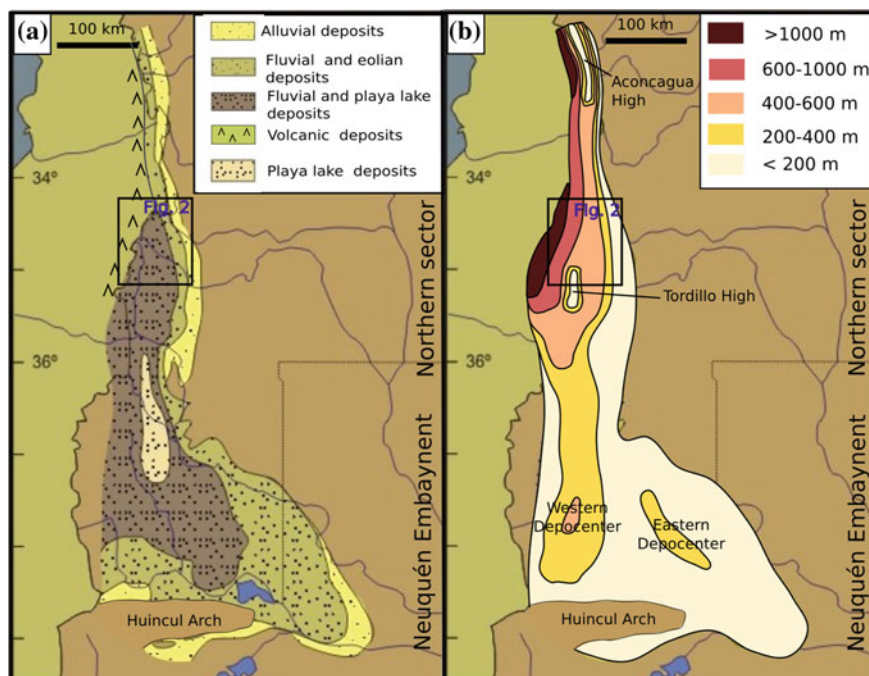 (a)
100 km
Alluvial deposits
Fluvial and eolian
deposits
Fluvial and playa lake
deposits
Volcanic deposits
Playa lake deposits
34°
Fig. 2
36°
Northern sector
Neuquén Embaynent
Huincul Arch
(b)
100 km
>1000 m
600-1000 m
400-600 m
200-400 m
< 200 m
Aconcagua
High
34°
Fig. 2
Tordillo High
36°
Northern sector
Neuquén Embaynent
Western
Depocenter
Eastern
Depocenter
Huincul Arch